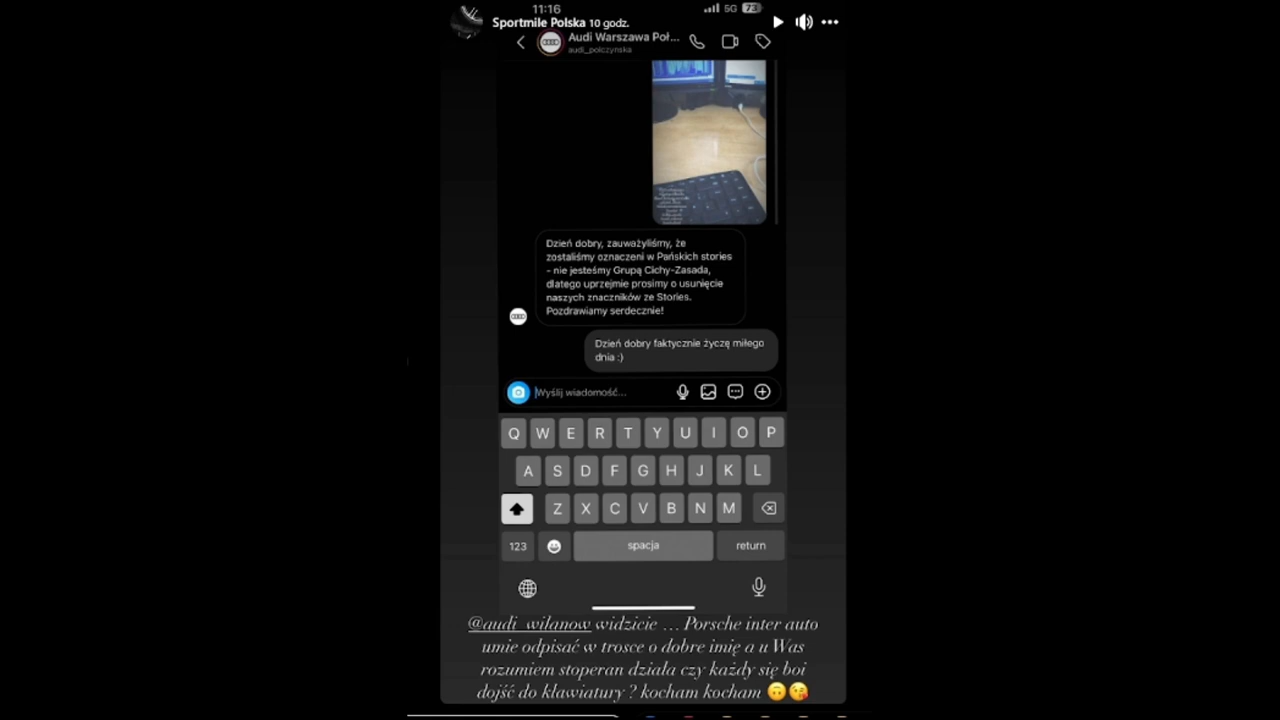 11:16
5G 73
Sportmile Polska 10 godz.
Audi Warszawa Poł...
audi_polczynska
Dzień dobry, zauważyliśmy, że
zostaliśmy oznaczeni w Pańskich stories
- nie jesteśmy Grupą Cichy-Zasada,
dlatego uprzejmie prosimy o usunięcie
naszych znaczników ze Stories.
Pozdrawiamy serdecznie!
Dzień dobry faktycznie życzę miłego
dnia :)
Wyślij wiadomość...
Q W E R T Y U I O P
A S D F G H J K L
Z X C V B N M
123 spacja return
@audi_wilanow widzicie ... Porsche inter auto
umie odpisać w trosce o dobre imię a u Was
rozumiem stoperan działa czy każdy się boi
dojść do kławiatury ? kocham kocham 🙃😘